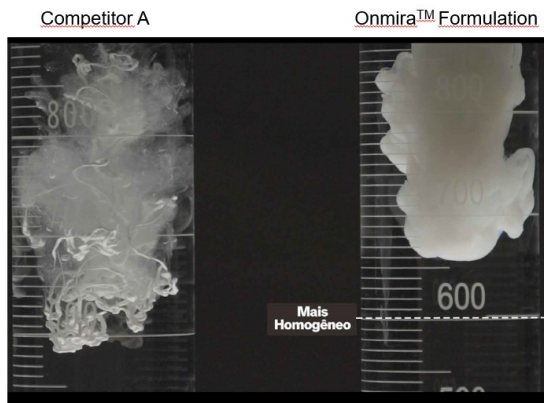 Competitor A
Onmira™ Formulation
800
800
700
600
Mais
Homogêneo